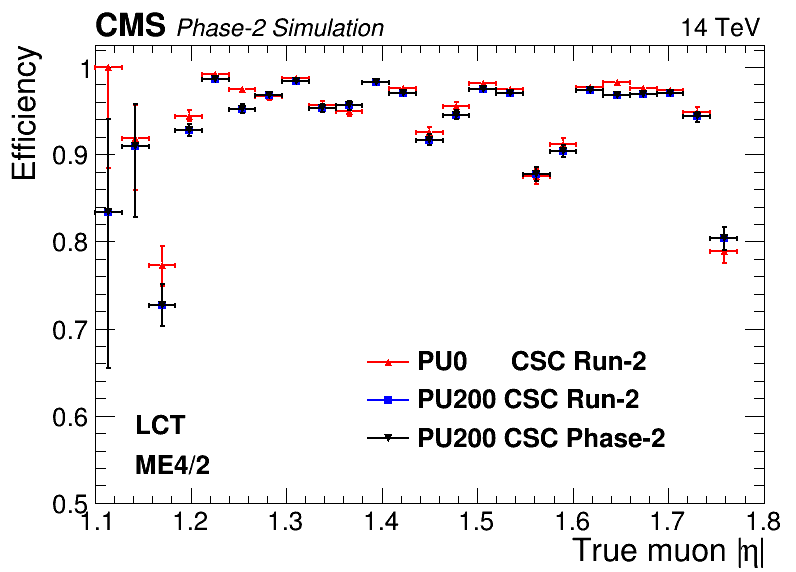 CMS Phase-2 Simulation 14 TeV
Efficiency
1
0.9
0.8
0.7
0.6
0.5
PU0 CSC Run-2
PU200 CSC Run-2
PU200 CSC Phase-2
LCT
ME4/2
1.1 1.2 1.3 1.4 1.5 1.6 1.7 1.8
True muon |η|